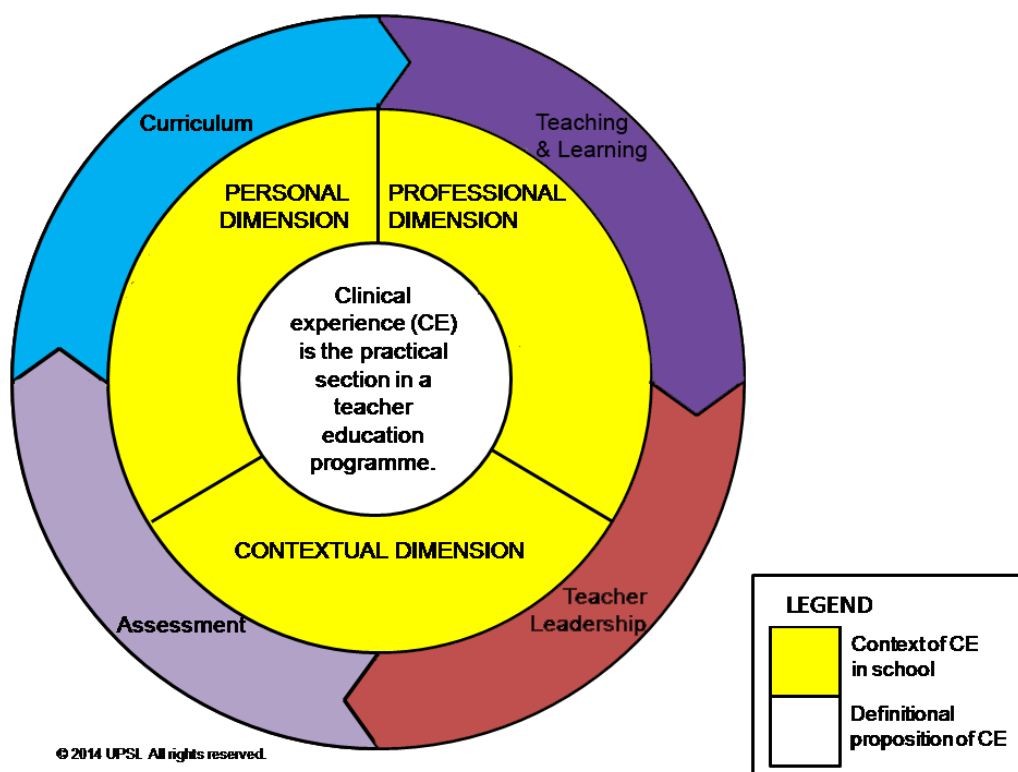 Curriculum
Teaching
& Learning
PERSONAL
DIMENSION
PROFESSIONAL
DIMENSION
Clinical
experience (CE)
is the practical
section in a
teacher
education
programme.
CONTEXTUAL DIMENSION
Assessment
Teacher
Leadership
LEGEND
Context of CE
in school
Definitional
proposition of CE
© 2014 UPSI. All rights reserved.